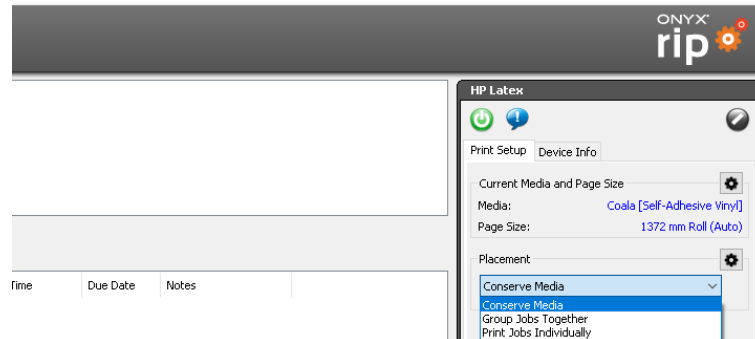 ONYX
rip
HP Latex
Print Setup
Device Info
Current Media and Page Size
Media: Coala [Self-Adhesive Vinyl]
Page Size: 1372 mm Roll (Auto)
Placement
Time Due Date Notes
Conserve Media
Conserve Media
Group Jobs Together
Print Jobs Individually